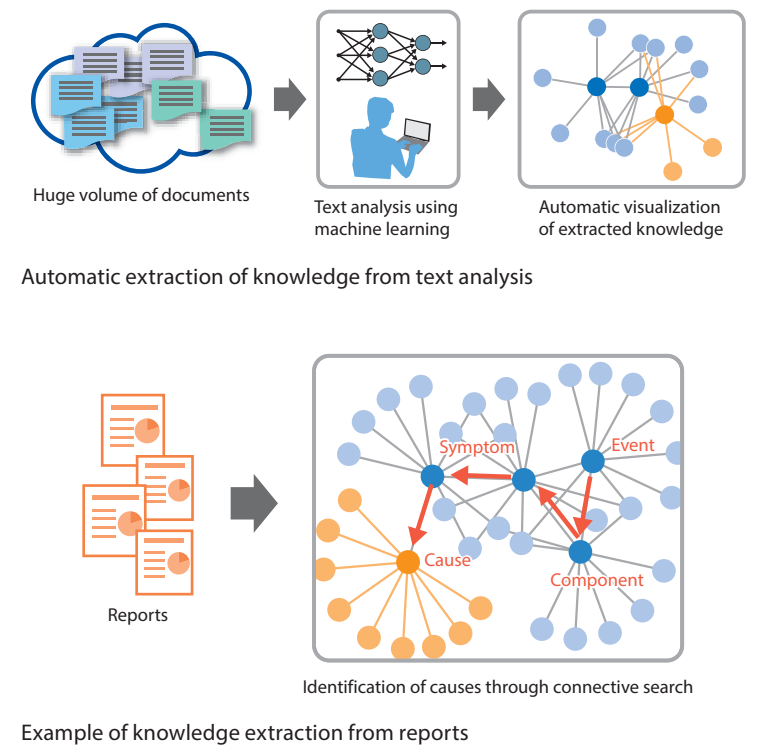 Huge volume of documents
Text analysis using
machine learning
Automatic visualization
of extracted knowledge
Automatic extraction of knowledge from text analysis
Symptom
Event
Cause
Component
Reports
Identification of causes through connective search
Example of knowledge extraction from reports